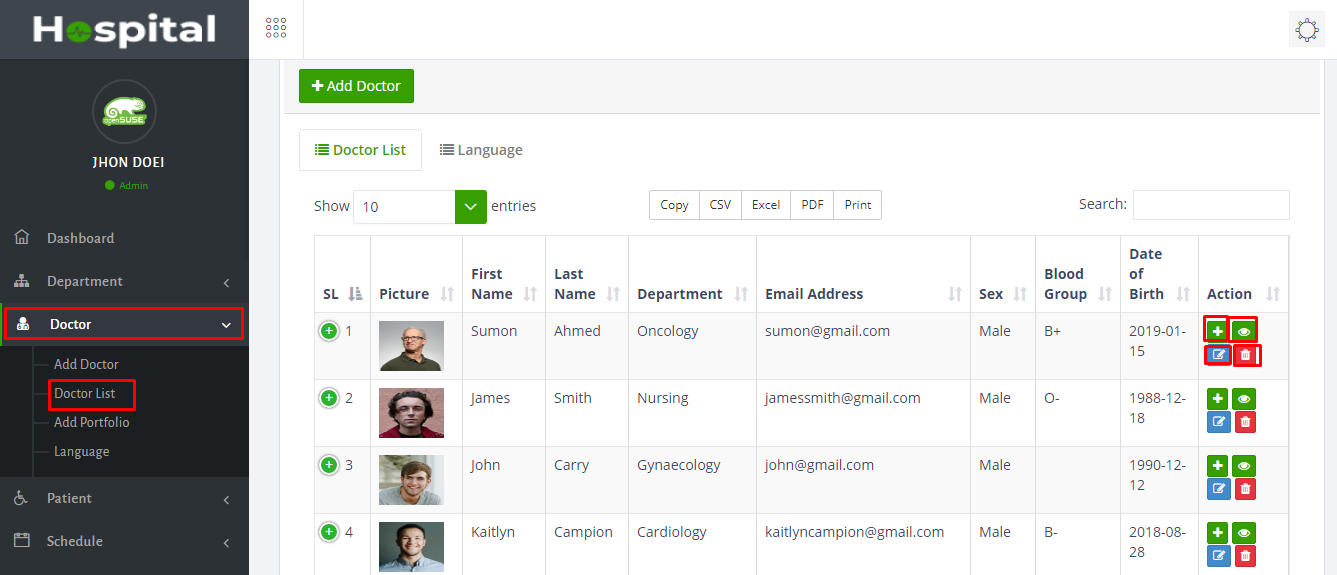 Hospital
openSUSE
JHON DOEI
Admin
Dashboard
Department
Doctor
Add Doctor
Doctor List
Add Portfolio
Language
Patient
Schedule
Add Doctor
Doctor List Language
Show 10 entries Copy CSV Excel PDF Print Search:
SL Picture First Name Last Name Department Email Address Sex Blood Group Date of Birth Action
1 Sumon Ahmed Oncology sumon@gmail.com Male B+ 2019-01-15
2 James Smith Nursing jamessmith@gmail.com Male O- 1988-12-18
3 John Carry Gynaecology john@gmail.com Male 1990-12-12
4 Kaitlyn Campion Cardiology kaitlyncampion@gmail.com Male B- 2018-08-28